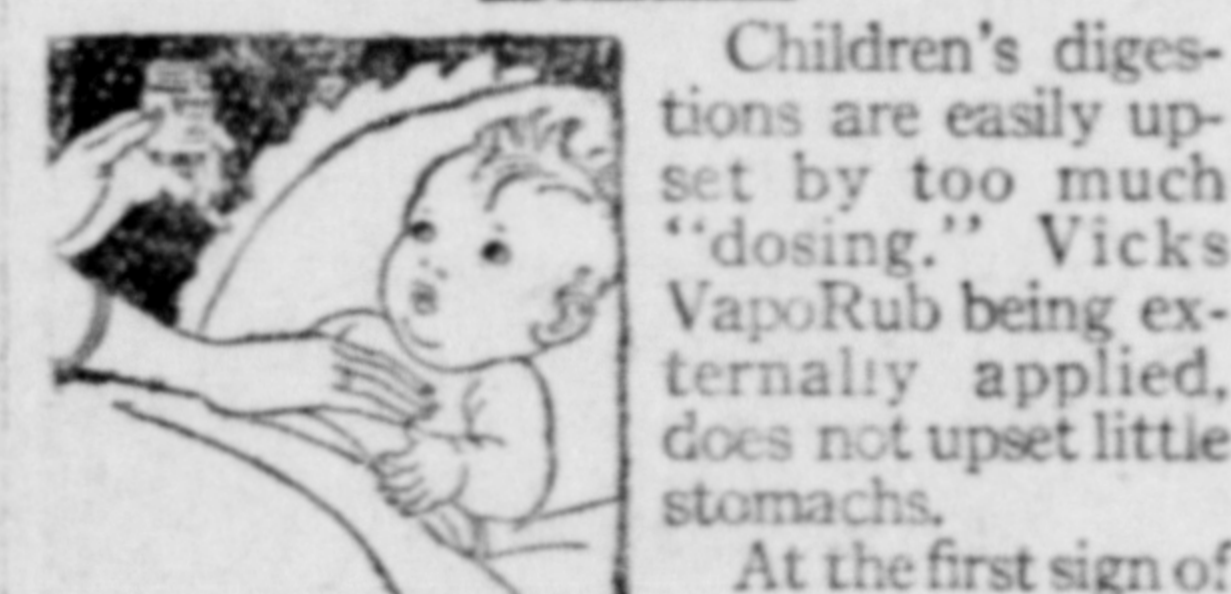 Children's diges-
tions are easily up-
set by too much
"dosing." Vicks
VapoRub being ex-
ternally applied,
does not upset little
stomachs.
At the first sign of